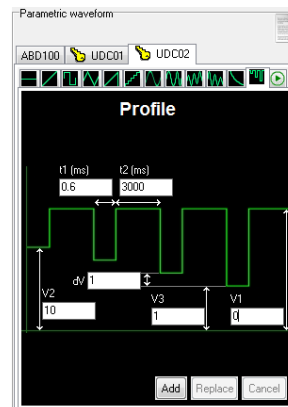 Parametric waveform
ABD100 UDC01 UDC02
Profile
t1 (ms) t2 (ms)
0.6 3000
dV 1
V2 V3 V1
10 1 0
Add Replace Cancel